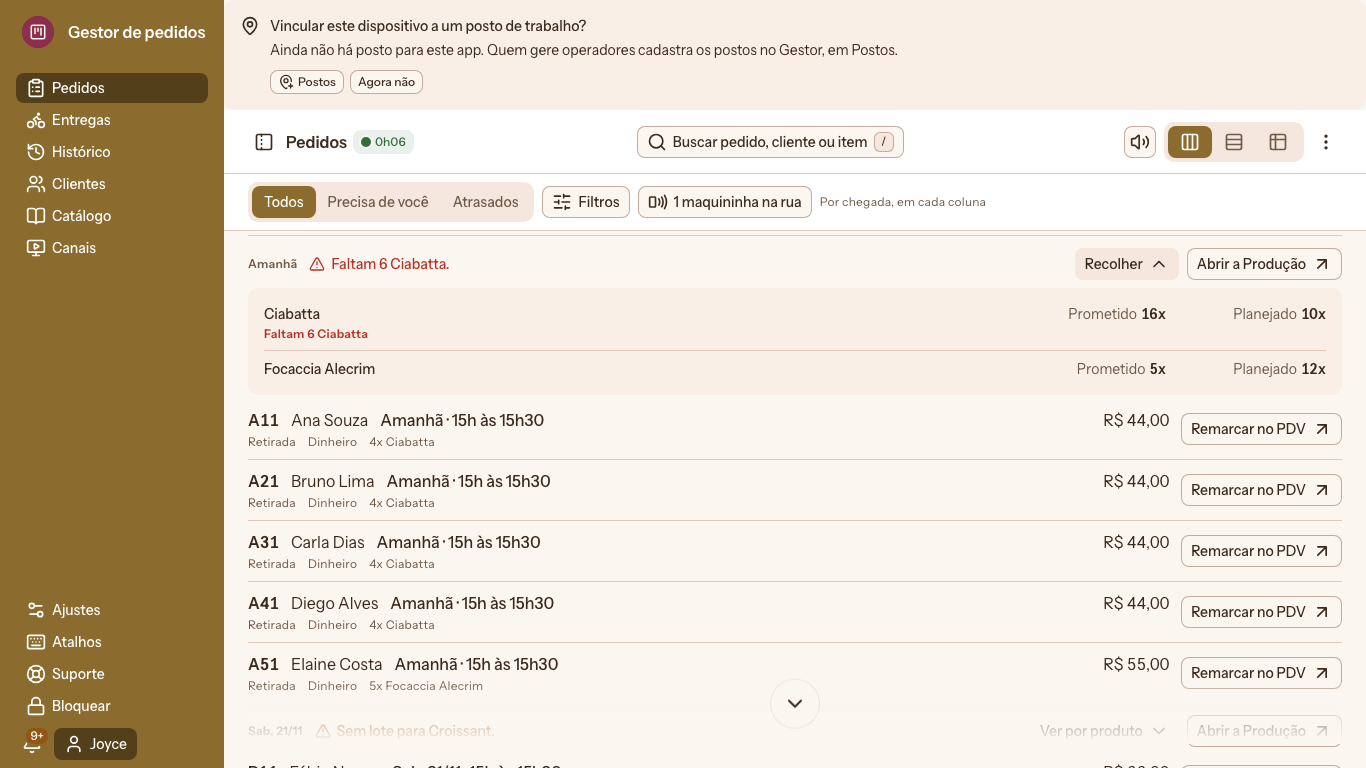 Gestor de pedidos
Pedidos
Entregas
Histórico
Clientes
Catálogo
Canais
Ajustes
Atalhos
Suporte
Bloquear
9+
Joyce
Vincular este dispositivo a um posto de trabalho?
Ainda não há posto para este app. Quem gere operadores cadastra os postos no Gestor, em Postos.
Postos Agora não
Pedidos 0h06 Buscar pedido, cliente ou item /
Todos Precisa de você Atrasados Filtros 1 maquininha na rua Por chegada, em cada coluna
Amanhã Faltam 6 Ciabatta. Recolher Abrir a Produção
Ciabatta Prometido 16x Planejado 10x
Faltam 6 Ciabatta
Focaccia Alecrim Prometido 5x Planejado 12x
A11 Ana Souza Amanhã · 15h às 15h30 R$ 44,00 Remarcar no PDV
Retirada Dinheiro 4x Ciabatta
A21 Bruno Lima Amanhã · 15h às 15h30 R$ 44,00 Remarcar no PDV
Retirada Dinheiro 4x Ciabatta
A31 Carla Dias Amanhã · 15h às 15h30 R$ 44,00 Remarcar no PDV
Retirada Dinheiro 4x Ciabatta
A41 Diego Alves Amanhã · 15h às 15h30 R$ 44,00 Remarcar no PDV
Retirada Dinheiro 4x Ciabatta
A51 Elaine Costa Amanhã · 15h às 15h30 R$ 55,00 Remarcar no PDV
Retirada Dinheiro 5x Focaccia Alecrim
Sab, 21/11 Sem lote para Croissant. Ver por produto Abrir a Produção